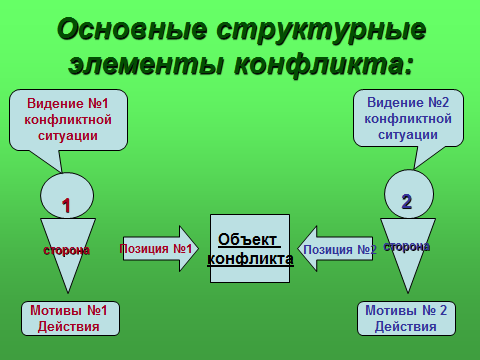 Основные структурные
элементы конфликта:
Видение №1
конфликтной
ситуации
Видение №2
конфликтной
ситуации
1
2
сторона
сторона
Позиция №1
Объект
конфликта
Позиция №2
Мотивы №1
Действия
Мотивы № 2
Действия